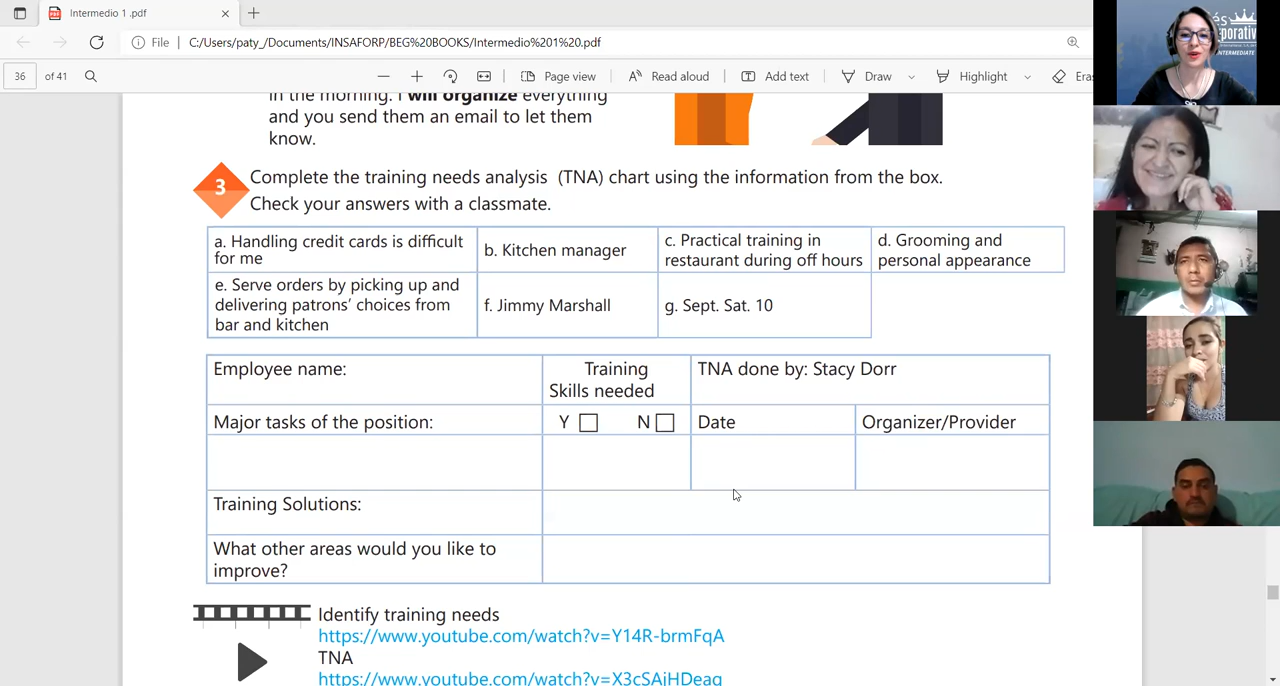 Intermedio 1 .pdf
File C:/Users/paty_/Documents/INSAFORP/BEG%20BOOKS/Intermedio%201%20.pdf
36 of 41 Page view Read aloud Add text Draw Highlight Eras
in the morning. I will organize everything
and you send them an email to let them
know.
3
Complete the training needs analysis (TNA) chart using the information from the box.
Check your answers with a classmate.
a. Handling credit cards is difficult
for me
b. Kitchen manager
c. Practical training in
restaurant during off hours
d. Grooming and
personal appearance
e. Serve orders by picking up and
delivering patrons’ choices from
bar and kitchen
f. Jimmy Marshall
g. Sept. Sat. 10
Employee name:
Training
Skills needed
TNA done by: Stacy Dorr
Major tasks of the position:
Y N
Date
Organizer/Provider
Training Solutions:
What other areas would you like to
improve?
Identify training needs
https://www.youtube.com/watch?v=Y14R-brmFqA
TNA
https://www.youtube.com/watch?v=X3cSAiHDeag